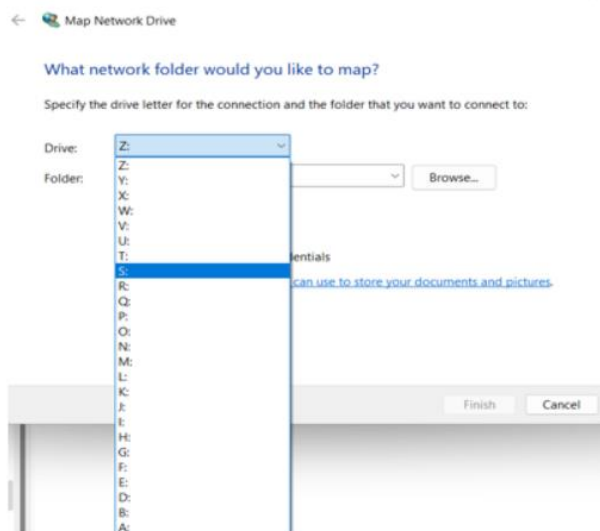 Map Network Drive
What network folder would you like to map?
Specify the drive letter for the connection and the folder that you want to connect to:
Drive: Z:
Folder: Browse...
Z:
Y:
X:
W:
V:
U:
T:
S:
R:
Q:
P:
O:
N:
M:
L:
K:
J:
I:
H:
G:
F:
E:
D:
B:
A:
entials
can use to store your documents and pictures.
Finish Cancel